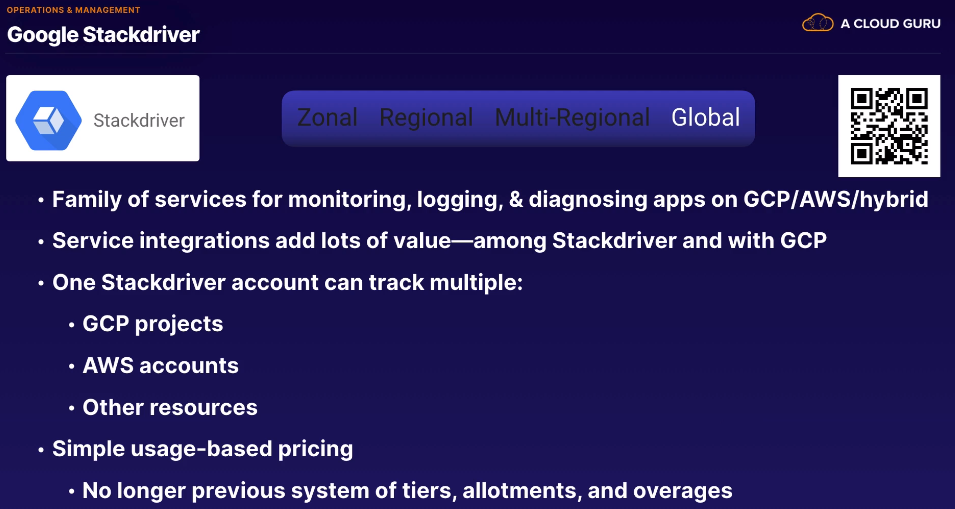 OPERATIONS & MANAGEMENT
Google Stackdriver
A CLOUD GURU
Stackdriver
Zonal Regional Multi-Regional Global
• Family of services for monitoring, logging, & diagnosing apps on GCP/AWS/hybrid
• Service integrations add lots of value—among Stackdriver and with GCP
• One Stackdriver account can track multiple:
• GCP projects
• AWS accounts
• Other resources
• Simple usage-based pricing
• No longer previous system of tiers, allotments, and overages